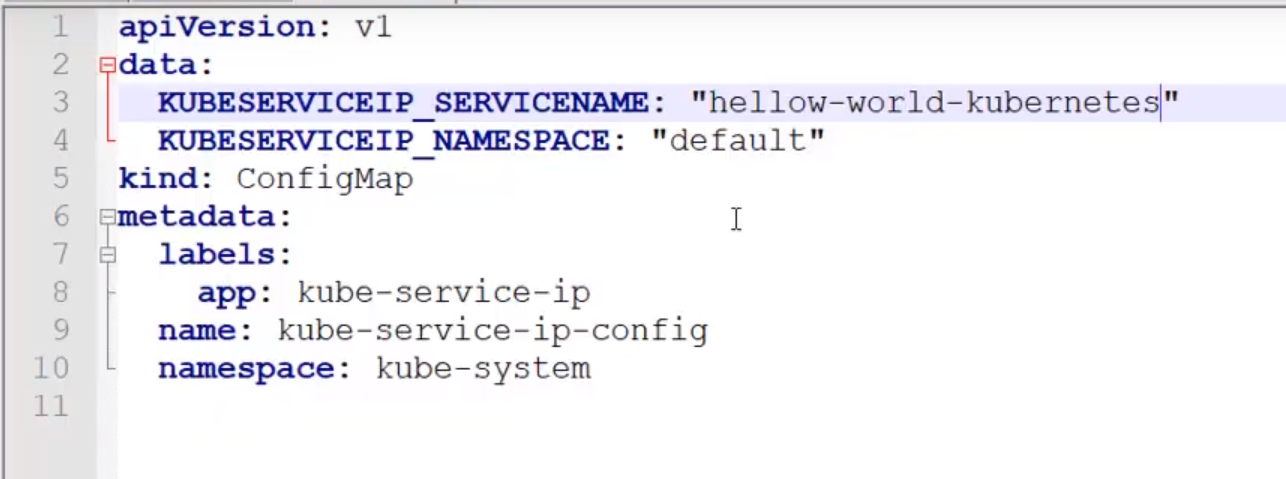 1 apiVersion: v1
2 data:
3 KUBESERVICEIP_SERVICENAME: "hellow-world-kubernetes"
4 KUBESERVICEIP_NAMESPACE: "default"
5 kind: ConfigMap
6 metadata:
7 labels:
8 app: kube-service-ip
9 name: kube-service-ip-config
10 namespace: kube-system
11